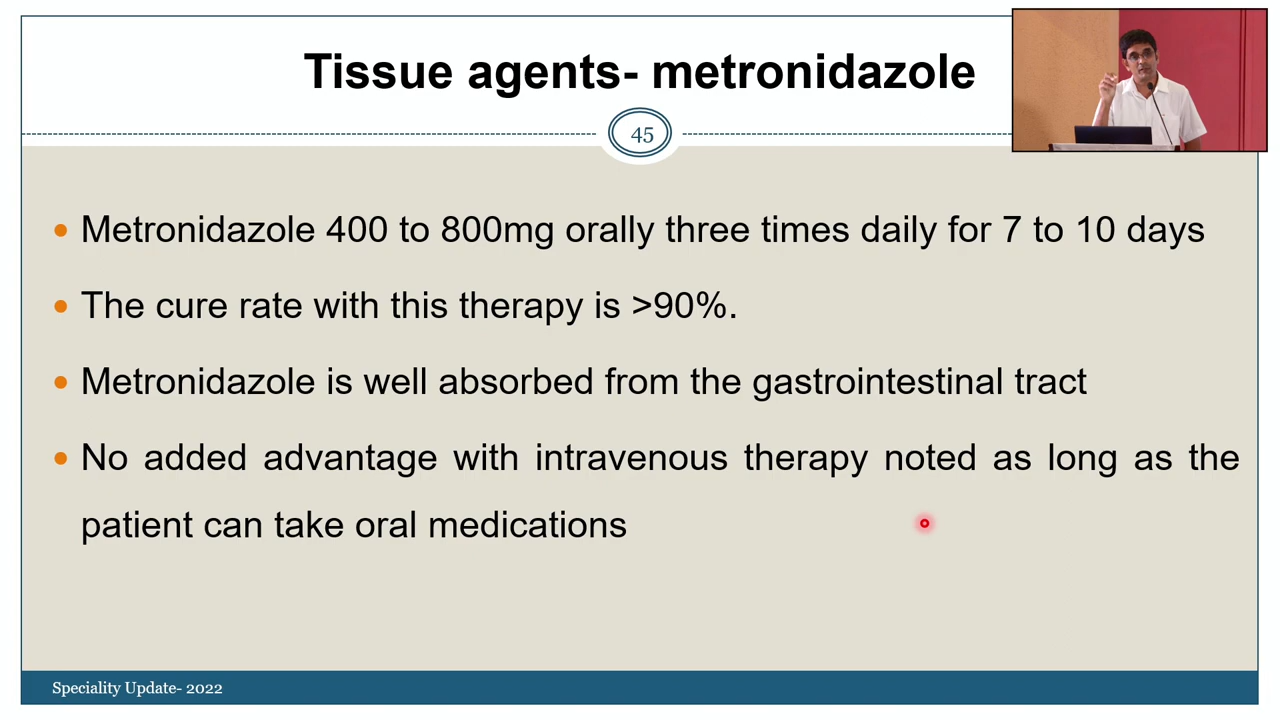 Tissue agents- metronidazole
45
Metronidazole 400 to 800mg orally three times daily for 7 to 10 days
The cure rate with this therapy is >90%.
Metronidazole is well absorbed from the gastrointestinal tract
No added advantage with intravenous therapy noted as long as the
patient can take oral medications
Speciality Update- 2022